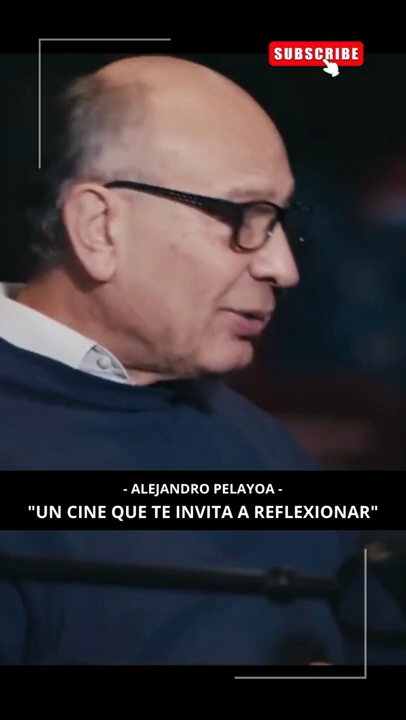 SUBSCRIBE
- ALEJANDRO PELAYOA -
"UN CINE QUE TE INVITA A REFLEXIONAR"